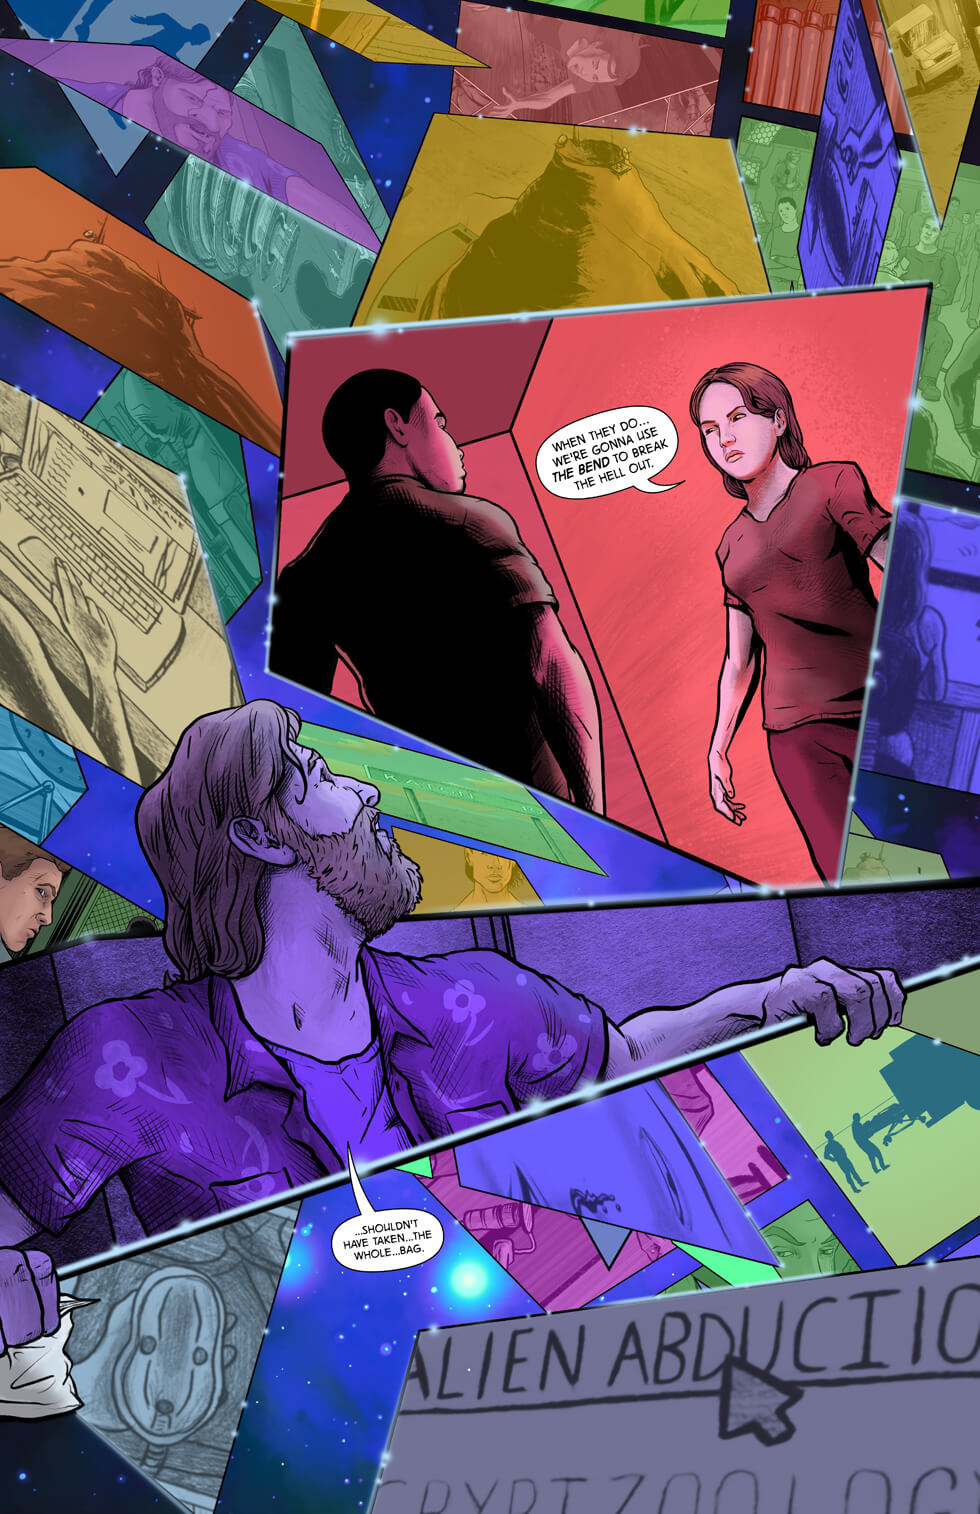 WHEN THEY DO...
WE'RE GONNA USE
THE BEND TO BREAK
THE HELL OUT.
...SHOULDN'T
HAVE TAKEN...THE
WHOLE...BAG.
ALIEN ABDUCTIO
CRYPTZOOLOGY